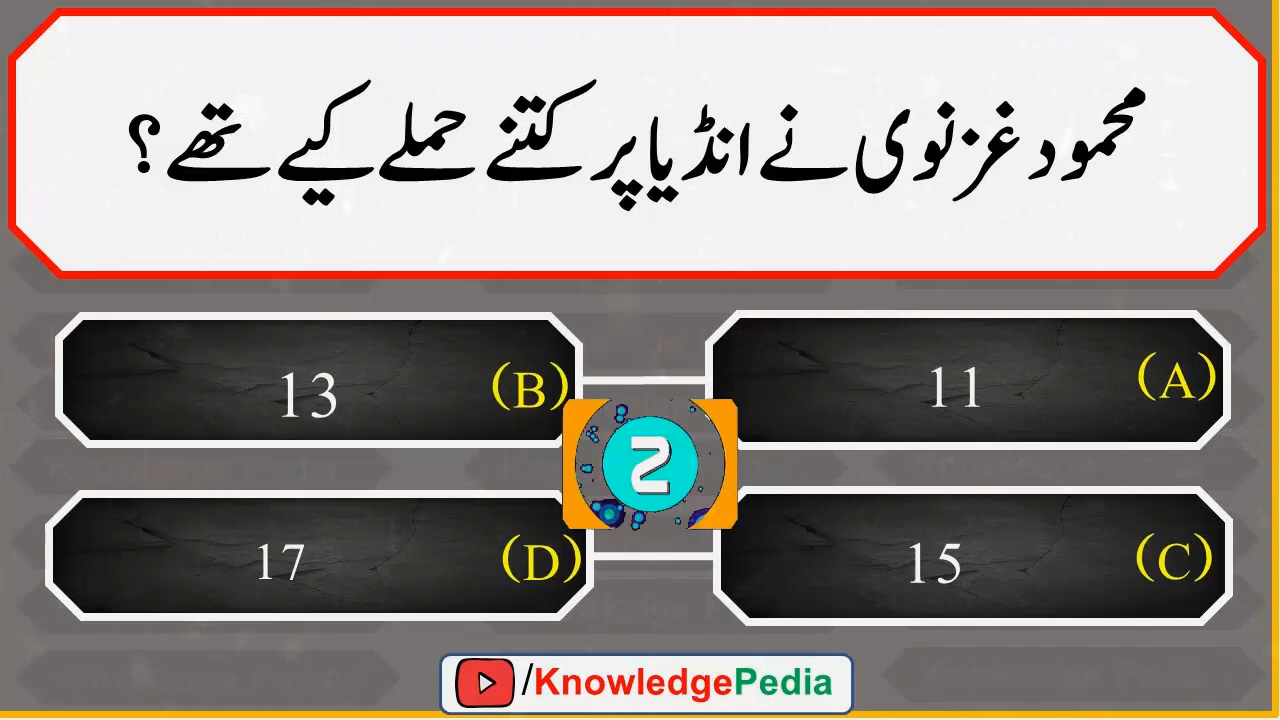 محمود غزنوی نے انڈیا پر کتنے حملے کیے تھے؟
(A) 11
(B) 13
2
(C) 15
(D) 17
/KnowledgePedia